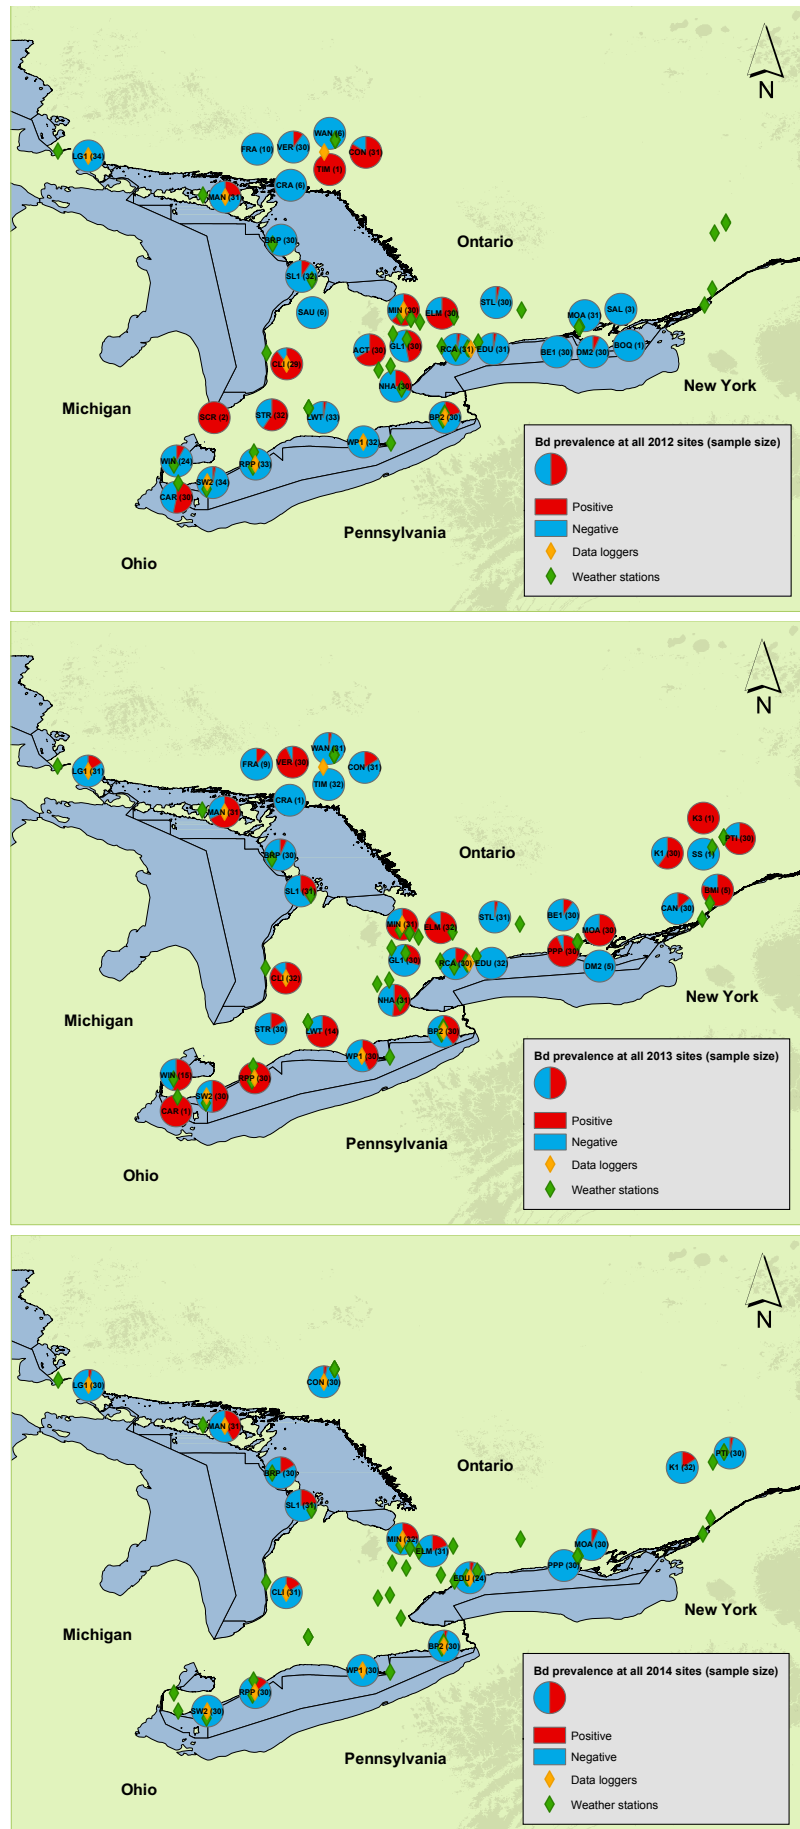 N
WAN (6)
FRA (10)
VER (30)
CON (31)
LG1 (34)
TIM (1)
CRA (6)
MAN (31)
BRP (30)
Ontario
SL1 (32)
STL (30)
SAU (6)
MIN (30)
ELM (30)
MOA (31)
SAL (3)
ACT (30)
GL1 (30)
RCA (31)
EDU (31)
BE1 (30)
DM2 (30)
BOQ (1)
CLI (29)
NHA (30)
New York
Michigan
SCR (2)
STR (32)
LWT (33)
BP2 (30)
WP1 (32)
WIN (24)
RPP (33)
SW2 (34)
CAR (30)
Pennsylvania
Ohio
Bd prevalence at all 2012 sites (sample size)
Positive
Negative
Data loggers
Weather stations
N
WAN (31)
FRA (9)
VER (30)
CON (31)
LG1 (31)
TIM (32)
CRA (1)
MAN (31)
K3 (1)
PTI (30)
BRP (30)
Ontario
K1 (30)
SS (1)
SL1 (31)
BMI (5)
CAN (30)
MIN (31)
ELM (32)
STL (31)
BE1 (30)
MOA (30)
PPP (30)
GL1 (30)
RCA (30)
EDU (32)
DM2 (5)
CLI (32)
NHA (31)
New York
Michigan
STR (30)
LWT (14)
BP2 (30)
WP1 (30)
WIN (15)
RPP (30)
SW2 (30)
CAR (1)
Pennsylvania
Ohio
Bd prevalence at all 2013 sites (sample size)
Positive
Negative
Data loggers
Weather stations
N
LG1 (30)
CON (30)
MAN (31)
PTI (30)
BRP (30)
Ontario
K1 (32)
SL1 (31)
MIN (32)
ELM (31)
MOA (30)
PPP (30)
EDU (24)
CLI (31)
New York
Michigan
BP2 (30)
WP1 (30)
RPP (30)
SW2 (30)
Pennsylvania
Ohio
Bd prevalence at all 2014 sites (sample size)
Positive
Negative
Data loggers
Weather stations